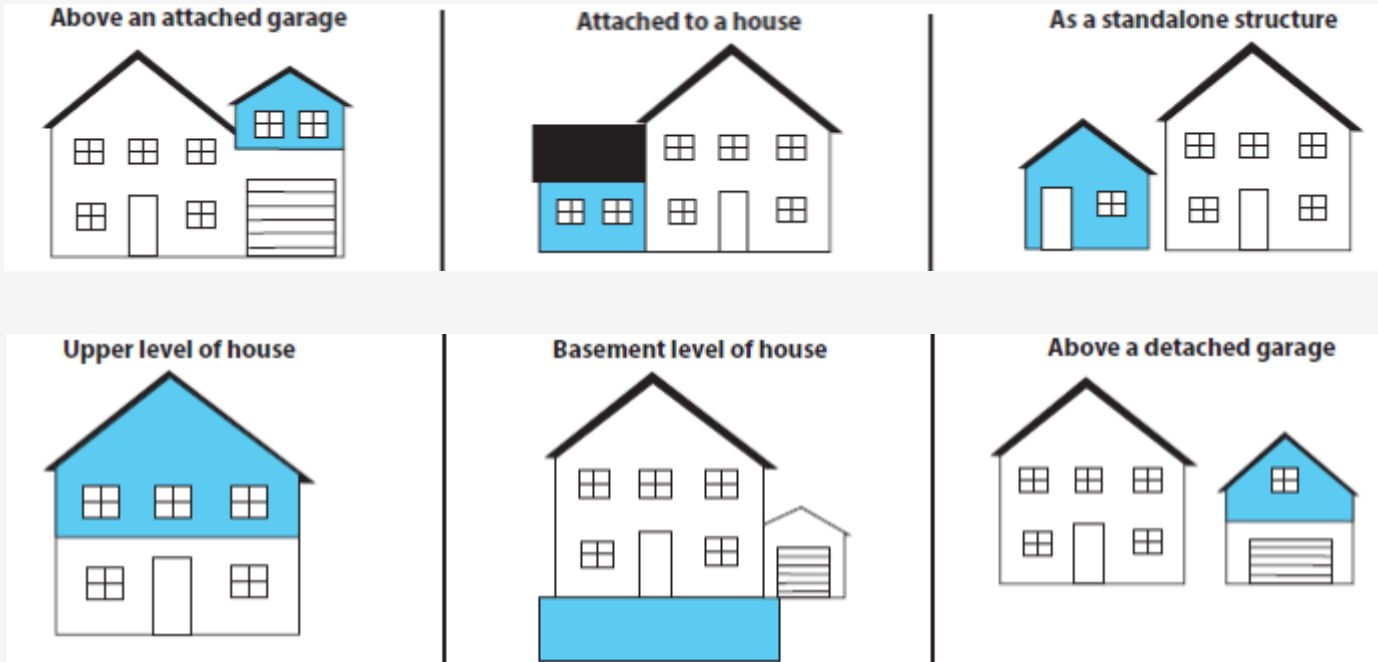 Above an attached garage
Attached to a house
As a standalone structure
Upper level of house
Basement level of house
Above a detached garage